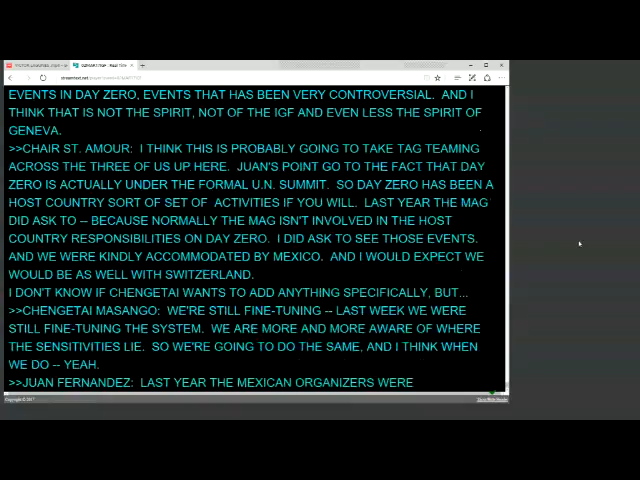 EVENTS IN DAY ZERO, EVENTS THAT HAS BEEN VERY CONTROVERSIAL.  AND I
THINK THAT IS NOT THE SPIRIT, NOT OF THE IGF AND EVEN LESS THE SPIRIT OF
GENEVA.
>>CHAIR ST. AMOUR:  I THINK THIS IS PROBABLY GOING TO TAKE TAG TEAMING
ACROSS THE THREE OF US UP HERE.  JUAN'S POINT GO TO THE FACT THAT DAY
ZERO IS ACTUALLY UNDER THE FORMAL U.N. SUMMIT.  SO DAY ZERO HAS BEEN A
HOST COUNTRY SORT OF SET OF  ACTIVITIES IF YOU WILL.  LAST YEAR THE MAG
DID ASK TO -- BECAUSE NORMALLY THE MAG ISN'T INVOLVED IN THE HOST
COUNTRY RESPONSIBILITIES ON DAY ZERO.  I DID ASK TO SEE THOSE EVENTS.
AND WE WERE KINDLY ACCOMMODATED BY MEXICO.  AND I WOULD EXPECT WE
WOULD BE AS WELL WITH SWITZERLAND.
I DON'T KNOW IF CHENGETAI WANTS TO ADD ANYTHING SPECIFICALLY, BUT...
>>CHENGETAI MASANGO:  WE'RE STILL FINE-TUNING -- LAST WEEK WE WERE
STILL FINE-TUNING THE SYSTEM.  WE ARE MORE AND MORE AWARE OF WHERE
THE SENSITIVITIES LIE.  SO WE'RE GOING TO DO THE SAME, AND I THINK WHEN
WE DO -- YEAH.
>>JUAN FERNANDEZ:  LAST YEAR THE MEXICAN ORGANIZERS WERE